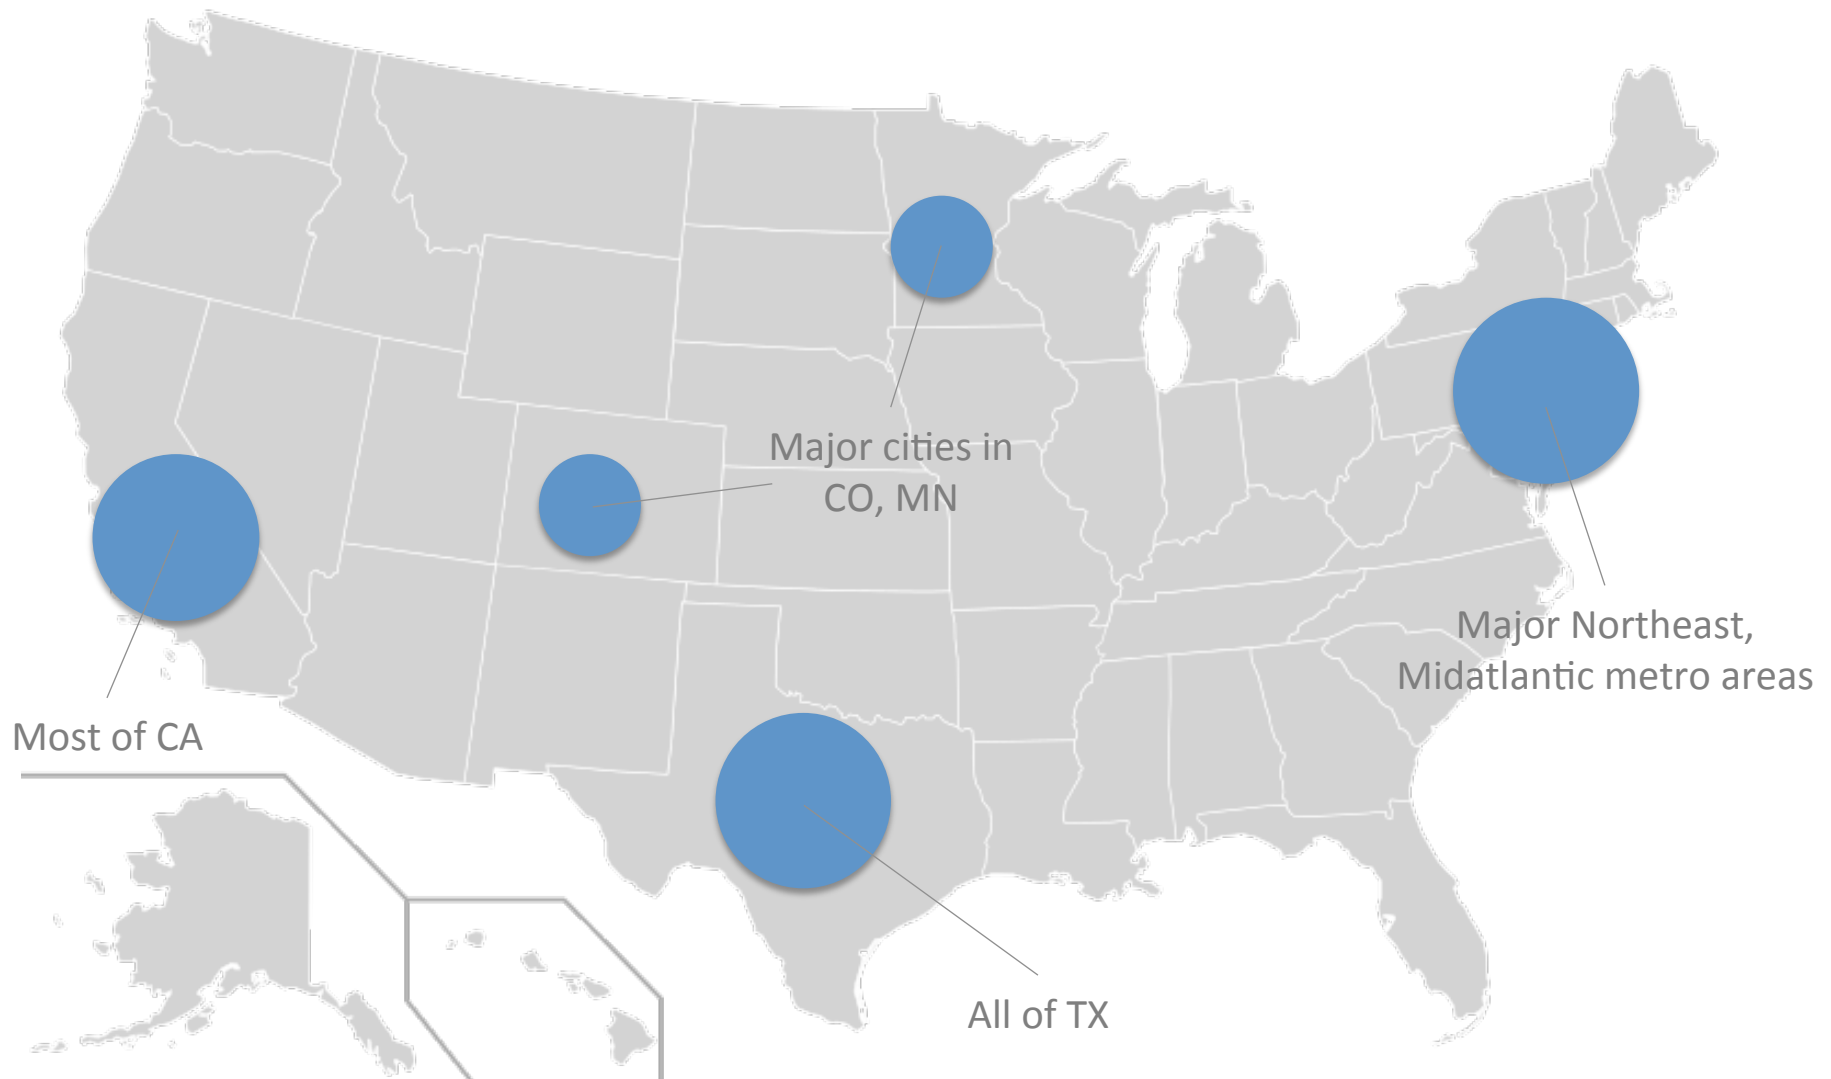 Major cities in
CO, MN
Major Northeast,
Midatlantic metro areas
Most of CA
All of TX